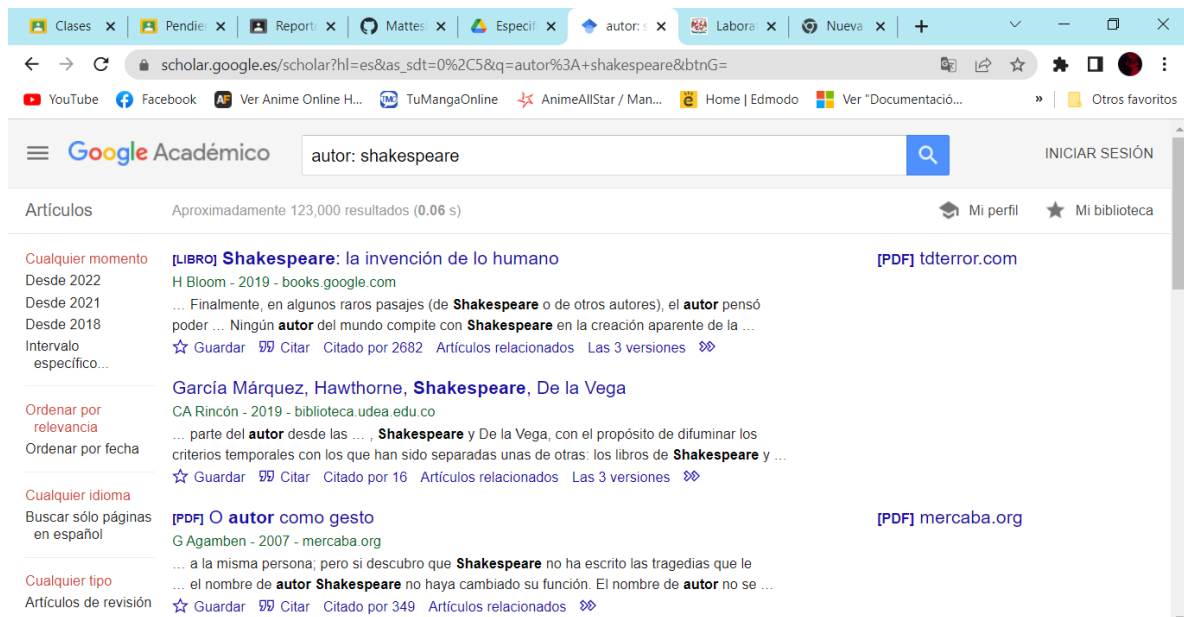 Clases
Pendier
Report
Mattes
Especifi
autor: s
Laborat
Nueva
scholar.google.es/scholar?hl=es&as_sdt=0%2C5&q=autor%3A+shakespeare&btnG=
YouTube Facebook Ver Anime Online H... TuMangaOnline AnimeAllStar / Man... Home | Edmodo Ver "Documentació... » Otros favoritos
Google Académico
autor: shakespeare
INICIAR SESIÓN
Artículos
Aproximadamente 123,000 resultados (0.06 s)
Mi perfil
Mi biblioteca
Cualquier momento
Desde 2022
Desde 2021
Desde 2018
Intervalo
específico...
Ordenar por
relevancia
Ordenar por fecha
Cualquier idioma
Buscar sólo páginas
en español
Cualquier tipo
Artículos de revisión
[LIBRO] Shakespeare: la invención de lo humano
H Bloom - 2019 - books.google.com
... Finalmente, en algunos raros pasajes (de Shakespeare o de otros autores), el autor pensó
poder ... Ningún autor del mundo compite con Shakespeare en la creación aparente de la ...
Guardar Citar Citado por 2682 Artículos relacionados Las 3 versiones
[PDF] tdterror.com
García Márquez, Hawthorne, Shakespeare, De la Vega
CA Rincón - 2019 - biblioteca.udea.edu.co
... parte del autor desde las ... , Shakespeare y De la Vega, con el propósito de difuminar los
criterios temporales con los que han sido separadas unas de otras: los libros de Shakespeare y ...
Guardar Citar Citado por 16 Artículos relacionados Las 3 versiones
[PDF] O autor como gesto
G Agamben - 2007 - mercaba.org
... a la misma persona; pero si descubro que Shakespeare no ha escrito las tragedias que le
... el nombre de autor Shakespeare no haya cambiado su función. El nombre de autor no se ...
Guardar Citar Citado por 349 Artículos relacionados
[PDF] mercaba.org